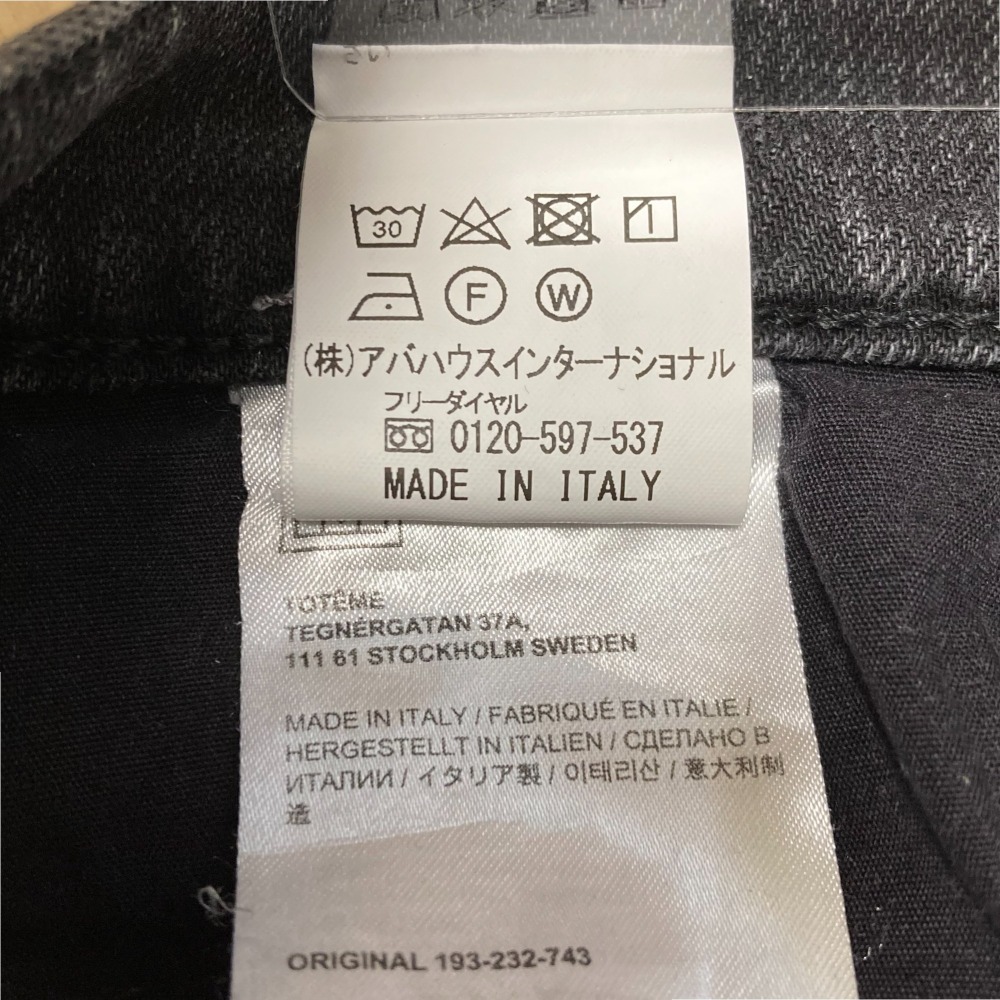 30
F W
(株)アバハウスインターナショナル
フリーダイヤル
0120-597-537
MADE IN ITALY
TOTÊME
TEGNÉRGATAN 37A,
111 61 STOCKHOLM SWEDEN
MADE IN ITALY / FABRIQUÉ EN ITALIE /
HERGESTELLT IN ITALIEN / СДЕЛАНО В
ИТАЛИИ / イタリア製 / 이태리산 / 意大利制
造
ORIGINAL 193-232-743